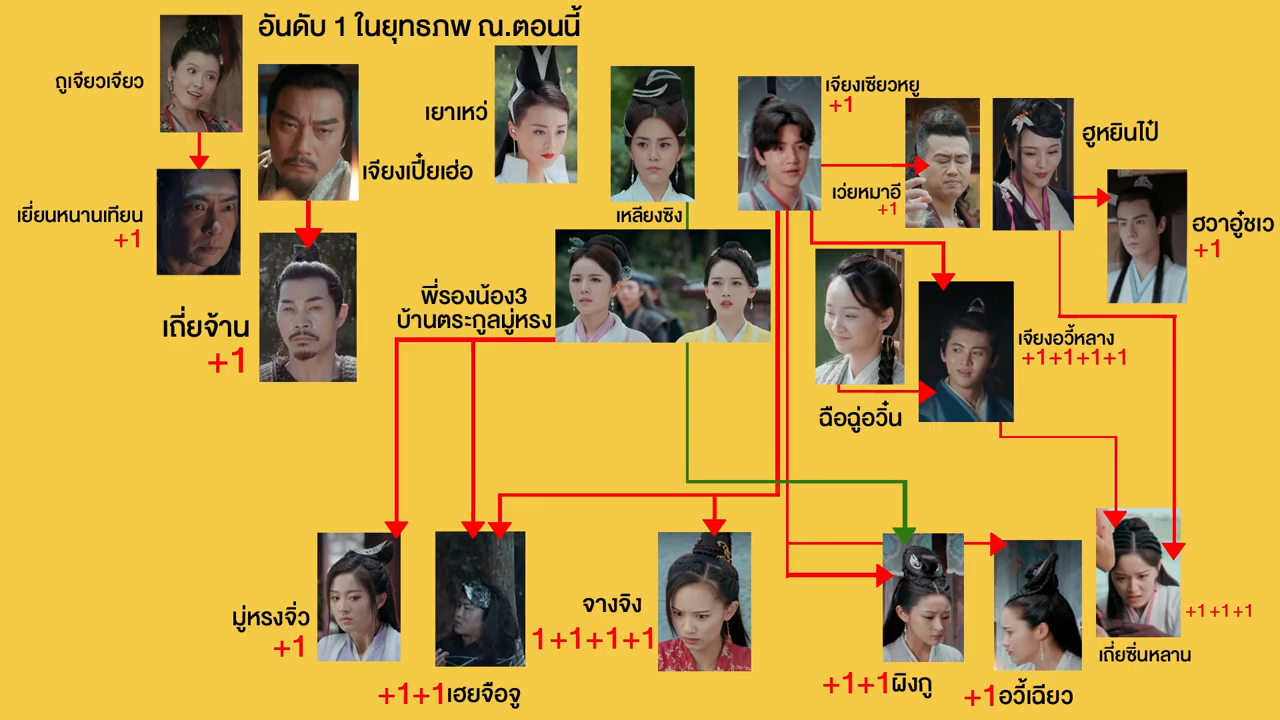 อันดับ 1 ในยุทธภพ ณ.ตอนนี้
ถูเจียวเจียว
เยี่ยนหนานเทียน
+1
เจียงเปี๋ยเฮ่อ
เถี่ยจ้าน
+1
เยาเหว่
เหลียงซิง
เจียงเซียวหยู
+1
เว่ยหมาอี
+1
ฮูหยินไป๋
ฮวาอู๋ชเว
+1
พี่รองน้อง3
บ้านตระกูลมู่หรง
ฉือฉู่อวิ๋น
เจียงอวี้หลาง
+1+1+1+1
มู่หรงจิ่ว
+1
+1+1เฮยจือจู
จางจิง
1+1+1+1
+1+1ผิงกู
+1อวี้เฉียว
+1+1+1
เถี่ยซิ่นหลาน